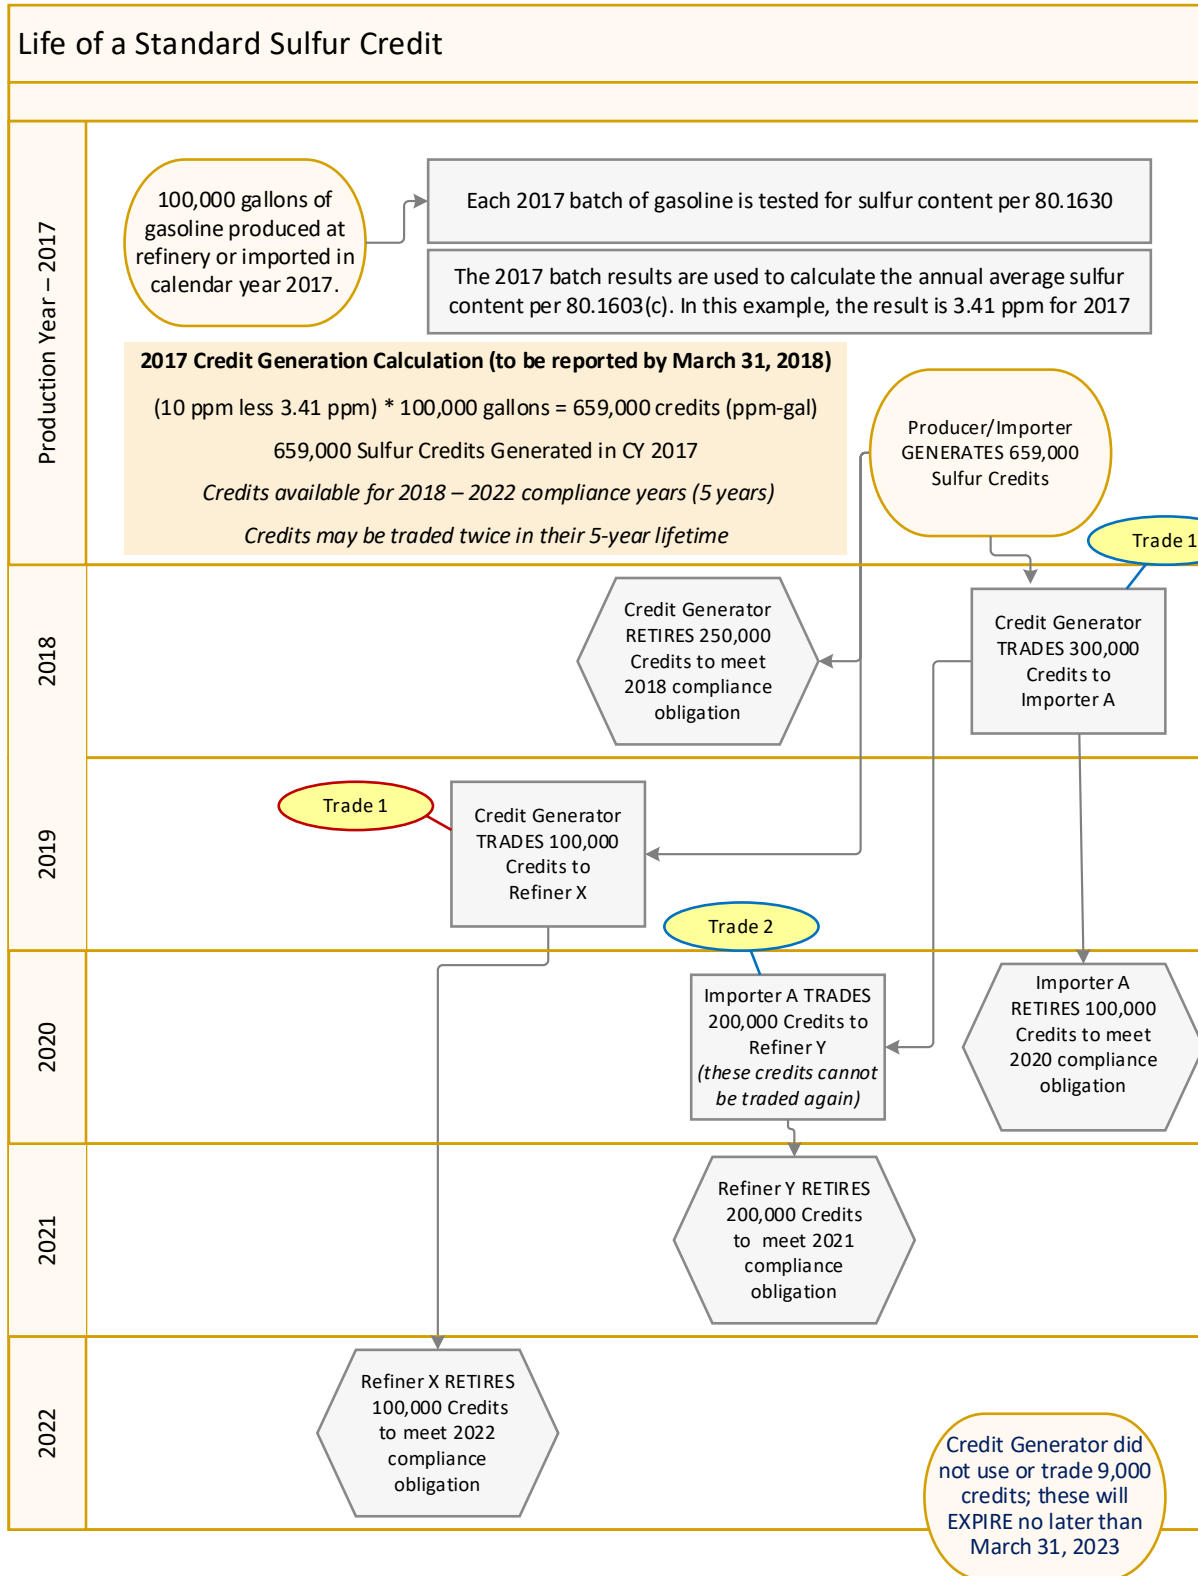 Life of a Standard Sulfur Credit
Production Year – 2017
100,000 gallons of
gasoline produced at
refinery or imported in
calendar year 2017.
Each 2017 batch of gasoline is tested for sulfur content per 80.1630
The 2017 batch results are used to calculate the annual average sulfur
content per 80.1603(c). In this example, the result is 3.41 ppm for 2017
2017 Credit Generation Calculation (to be reported by March 31, 2018)
(10 ppm less 3.41 ppm) * 100,000 gallons = 659,000 credits (ppm-gal)
659,000 Sulfur Credits Generated in CY 2017
Credits available for 2018 – 2022 compliance years (5 years)
Credits may be traded twice in their 5-year lifetime
Producer/Importer
GENERATES 659,000
Sulfur Credits
Trade 1
2018
Credit Generator
RETIRES 250,000
Credits to meet
2018 compliance
obligation
Credit Generator
TRADES 300,000
Credits to
Importer A
2019
Trade 1
Credit Generator
TRADES 100,000
Credits to
Refiner X
Trade 2
2020
Importer A TRADES
200,000 Credits to
Refiner Y
(these credits cannot
be traded again)
Importer A
RETIRES 100,000
Credits to meet
2020 compliance
obligation
2021
Refiner Y RETIRES
200,000 Credits
to meet 2021
compliance
obligation
2022
Refiner X RETIRES
100,000 Credits
to meet 2022
compliance
obligation
Credit Generator did
not use or trade 9,000
credits; these will
EXPIRE no later than
March 31, 2023